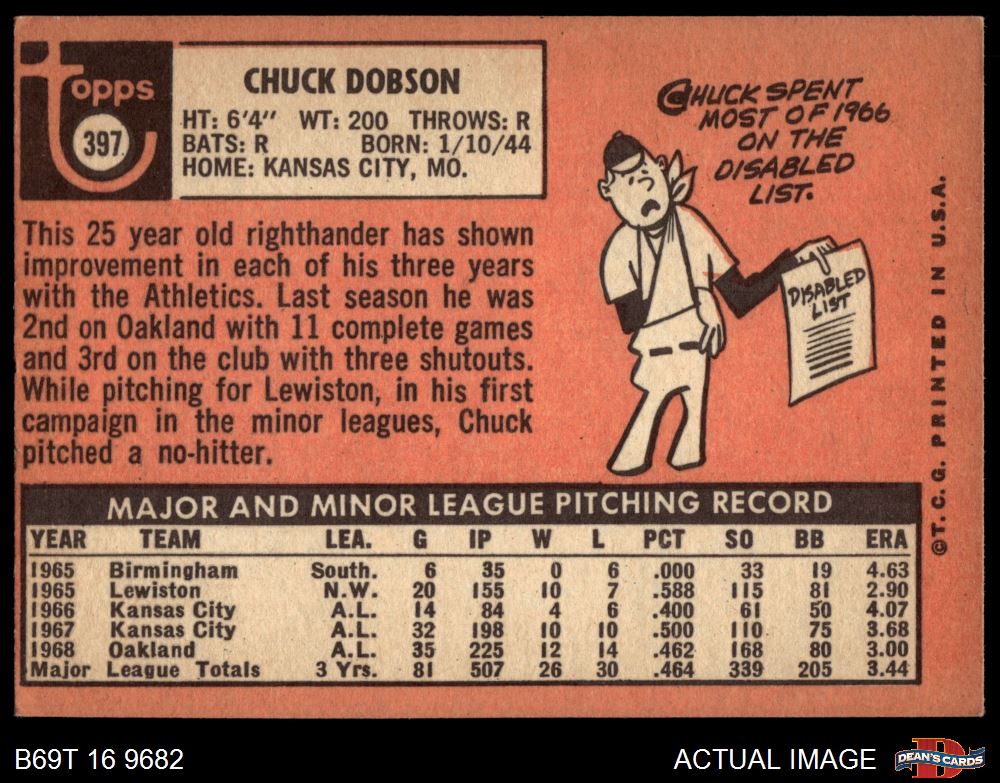 topps
397
CHUCK DOBSON
HT: 6'4" WT: 200 THROWS: R
BATS: R BORN: 1/10/44
HOME: KANSAS CITY, MO.
This 25 year old righthander has shown
improvement in each of his three years
with the Athletics. Last season he was
2nd on Oakland with 11 complete games
and 3rd on the club with three shutouts.
While pitching for Lewiston, in his first
campaign in the minor leagues, Chuck
pitched a no-hitter.
CHUCK SPENT
MOST OF 1966
ON THE
DISABLED
LIST.
DISABLED
LIST
©T.C.G. PRINTED IN U.S.A.
MAJOR AND MINOR LEAGUE PITCHING RECORD
YEAR TEAM LEA. G IP W L PCT SO BB ERA
1965 Birmingham South. 6 35 0 6 .000 33 19 4.63
1965 Lewiston N.W. 20 155 10 7 .588 115 81 2.90
1966 Kansas City A.L. 14 84 4 6 .400 61 50 4.07
1967 Kansas City A.L. 32 198 10 10 .500 110 75 3.68
1968 Oakland A.L. 35 225 12 14 .462 168 80 3.00
Major League Totals 3 Yrs. 81 507 26 30 .464 339 205 3.44
B69T 16 9682
ACTUAL IMAGE
D
DEAN'S CARDS